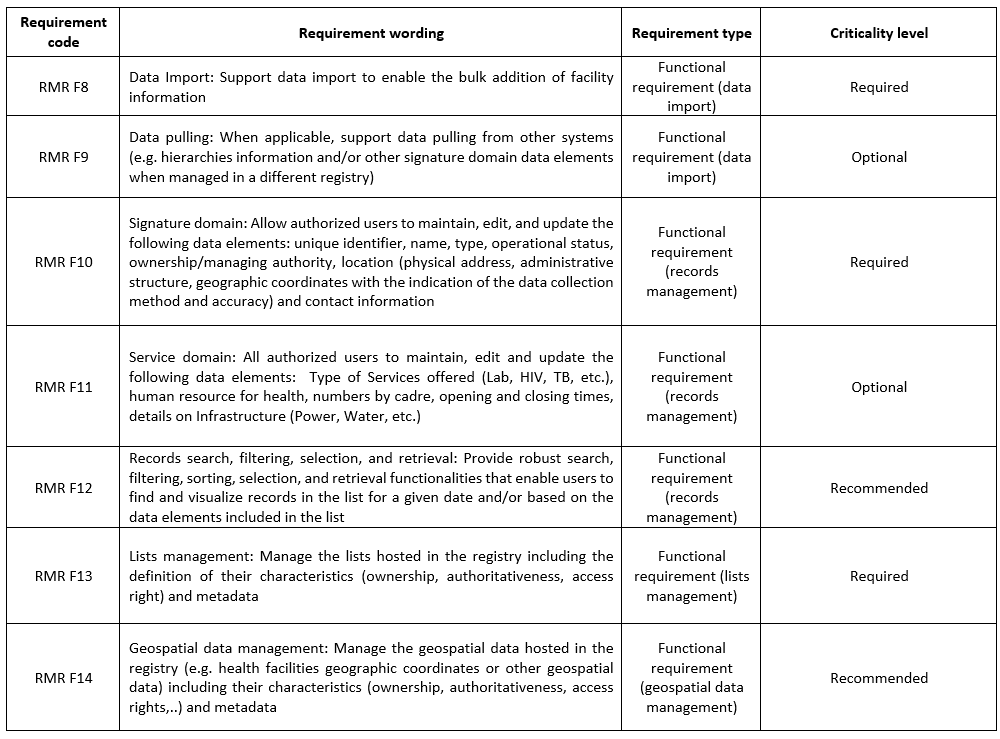 Requirement code
Requirement wording
Requirement type
Criticality level
RMR F8
Data Import: Support data import to enable the bulk addition of facility
information
Functional
requirement (data
import)
Required
RMR F9
Data pulling: When applicable, support data pulling from other systems
(e.g. hierarchies information and/or other signature domain data elements
when managed in a different registry)
Functional
requirement (data
import)
Optional
RMR F10
Signature domain: Allow authorized users to maintain, edit, and update the
following data elements: unique identifier, name, type, operational status,
ownership/managing authority, location (physical address, administrative
structure, geographic coordinates with the indication of the data collection
method and accuracy) and contact information
Functional
requirement
(records
management)
Required
RMR F11
Service domain: All authorized users to maintain, edit and update the
following data elements: Type of Services offered (Lab, HIV, TB, etc.),
human resource for health, numbers by cadre, opening and closing times,
details on Infrastructure (Power, Water, etc.)
Functional
requirement
(records
management)
Optional
RMR F12
Records search, filtering, selection, and retrieval: Provide robust search,
filtering, sorting, selection, and retrieval functionalities that enable users to
find and visualize records in the list for a given date and/or based on the
data elements included in the list
Functional
requirement
(records
management)
Recommended
RMR F13
Lists management: Manage the lists hosted in the registry including the
definition of their characteristics (ownership, authoritativeness, access
right) and metadata
Functional
requirement (lists
management)
Required
RMR F14
Geospatial data management: Manage the geospatial data hosted in the
registry (e.g. health facilities geographic coordinates or other geospatial
data) including their characteristics (ownership, authoritativeness, access
rights,..) and metadata
Functional
requirement
(geospatial data
management)
Recommended